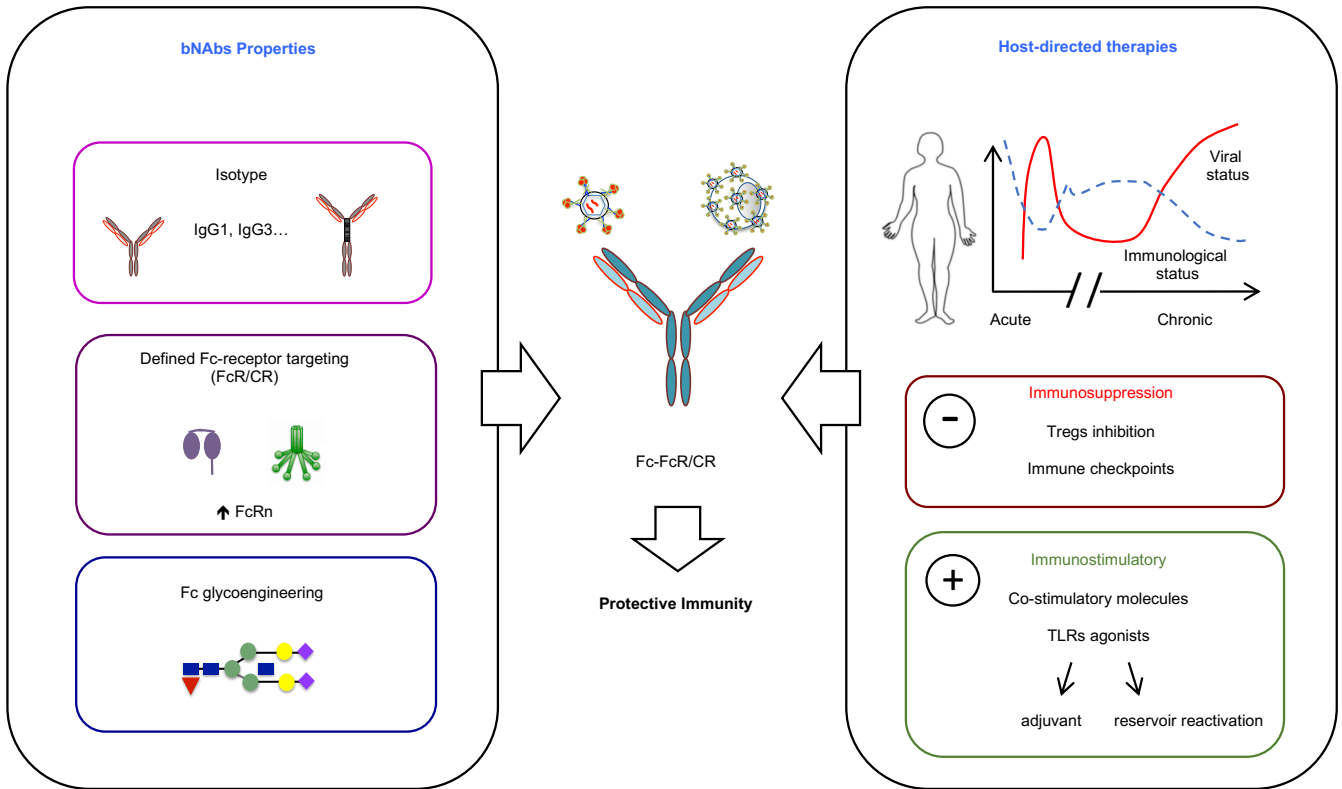 bNAbs Properties
Isotype
IgG1, IgG3…
Defined Fc-receptor targeting
(FcR/CR)
↑ FcRn
Fc glycoengineering
Fc-FcR/CR
Protective Immunity
Host-directed therapies
Viral
status
Immunological
status
Acute
Chronic
-
Immunosuppression
Tregs inhibition
Immune checkpoints
+
Immunostimulatory
Co-stimulatory molecules
TLRs agonists
adjuvant
reservoir reactivation